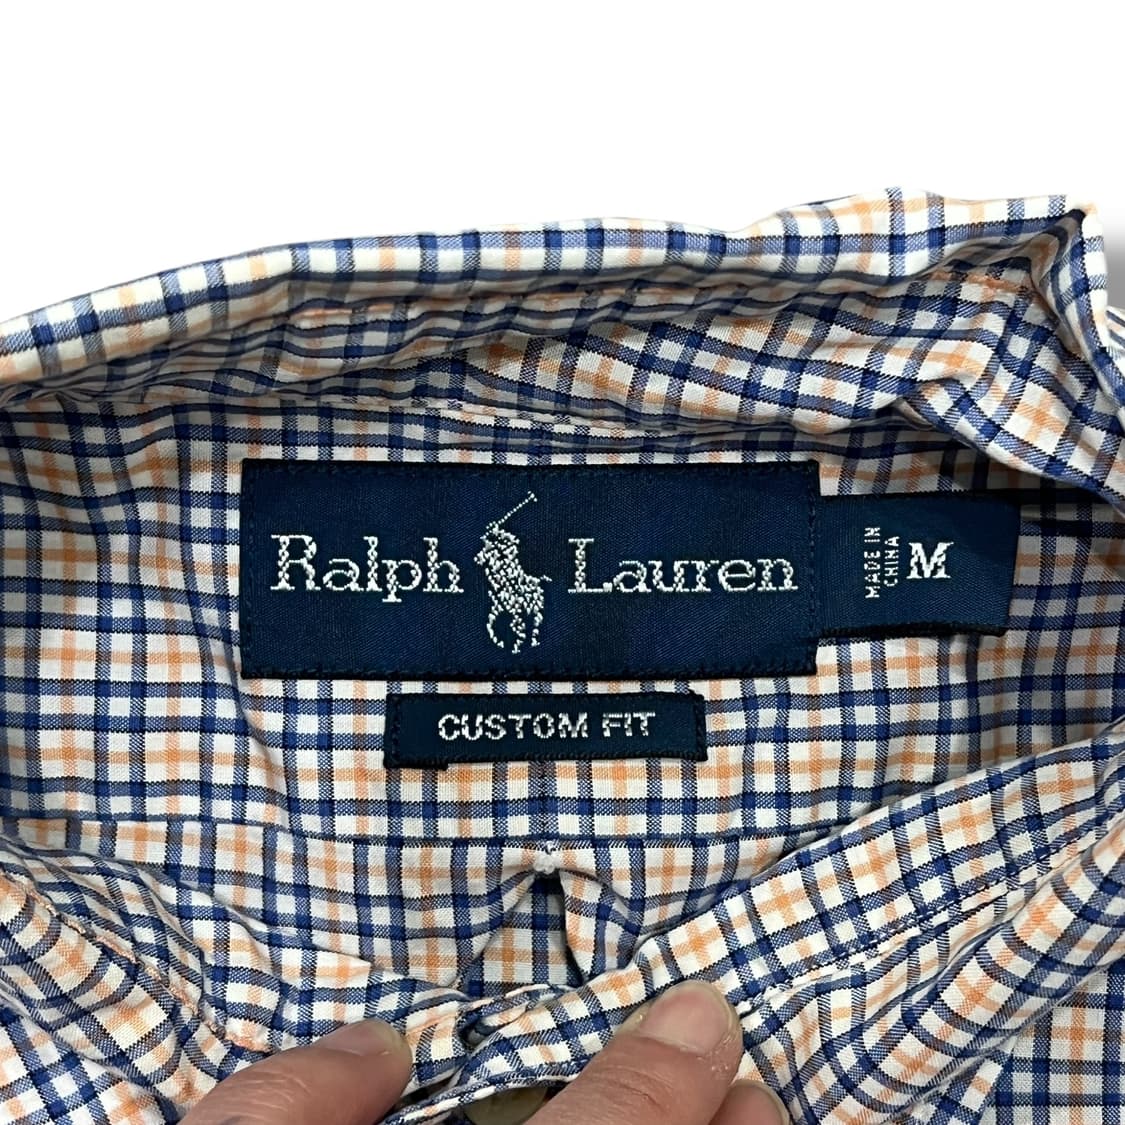 Ralph Lauren
MADE IN
CHINA
M
CUSTOM FIT